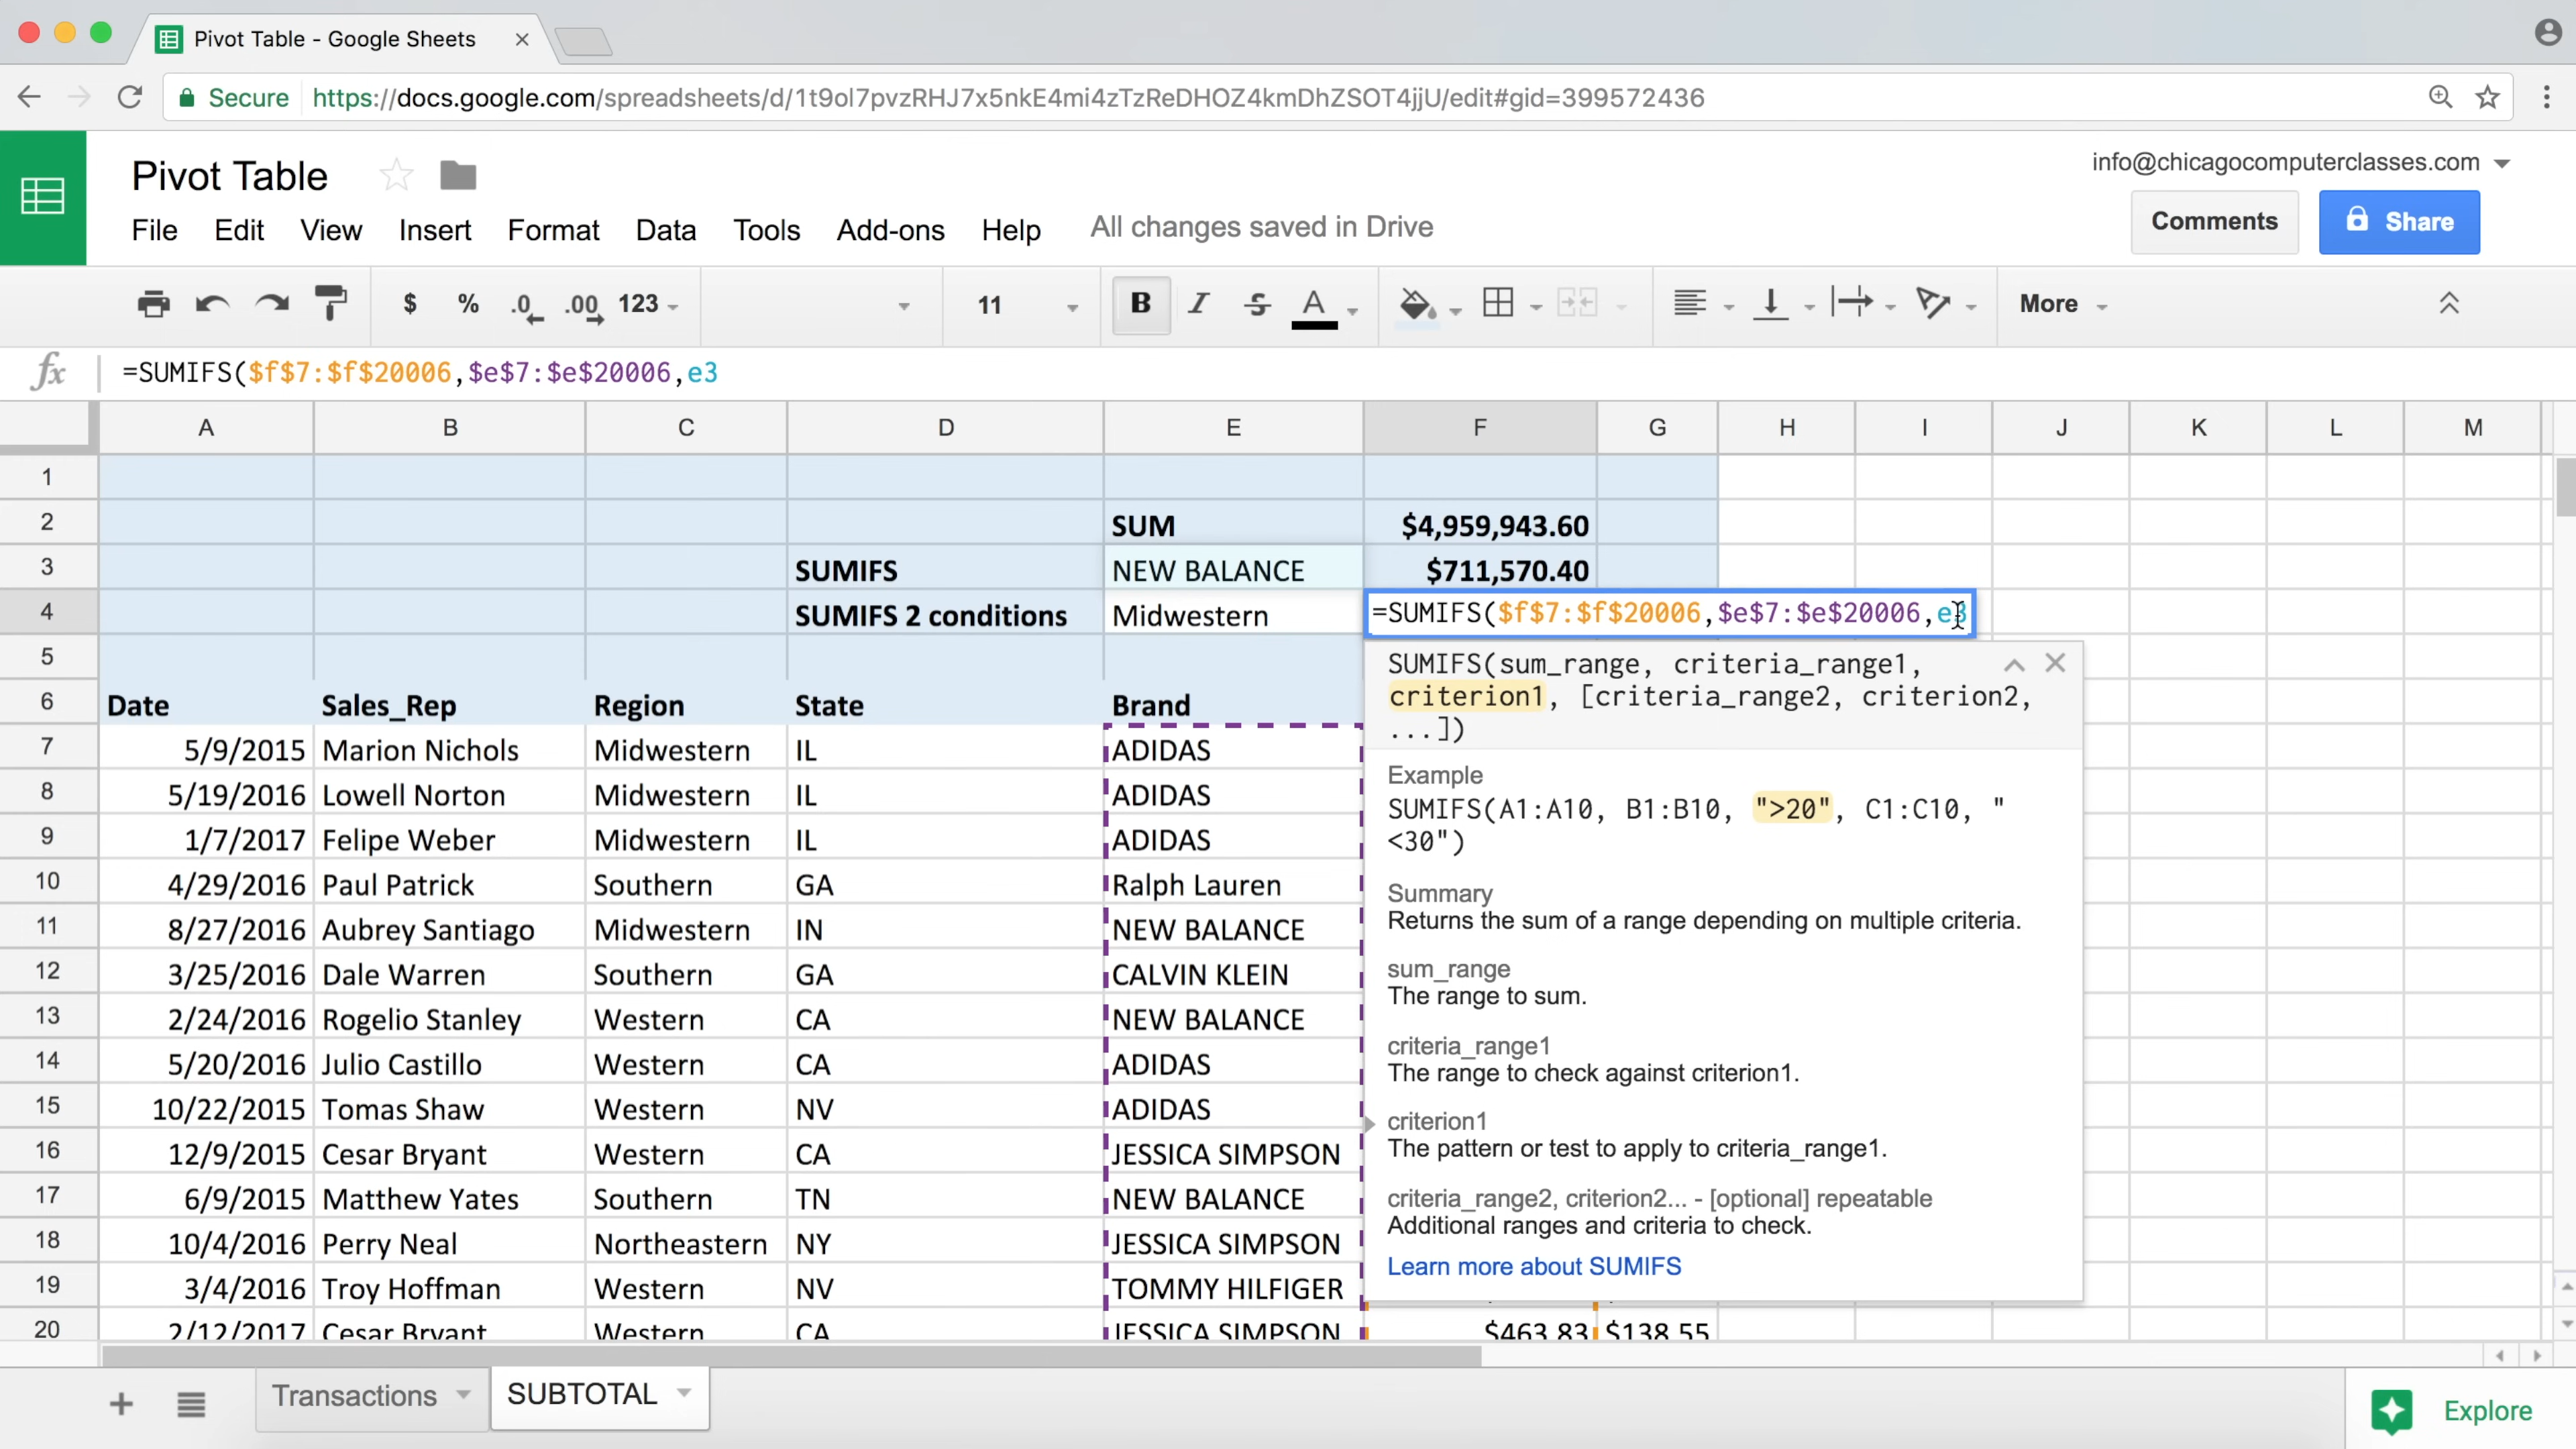 Pivot Table - Google Sheets
Secure https://docs.google.com/spreadsheets/d/1t9ol7pvzRHJ7x5nkE4mi4zTzReDHOZ4kmDhZSOT4jjU/edit#gid=399572436
Pivot Table
info@chicagocomputerclasses.com
File Edit View Insert Format Data Tools Add-ons Help All changes saved in Drive
Comments Share
$ % .0 .00 123 11 B I S A More
fx =SUMIFS($f$7:$f$20006,$e$7:$e$20006,e3
A B C D E F G H I J K L M
1
2 SUM $4,959,943.60
3 SUMIFS NEW BALANCE $711,570.40
4 SUMIFS 2 conditions Midwestern =SUMIFS($f$7:$f$20006,$e$7:$e$20006,e3
5
6 Date Sales_Rep Region State Brand
7 5/9/2015 Marion Nichols Midwestern IL ADIDAS
8 5/19/2016 Lowell Norton Midwestern IL ADIDAS
9 1/7/2017 Felipe Weber Midwestern IL ADIDAS
10 4/29/2016 Paul Patrick Southern GA Ralph Lauren
11 8/27/2016 Aubrey Santiago Midwestern IN NEW BALANCE
12 3/25/2016 Dale Warren Southern GA CALVIN KLEIN
13 2/24/2016 Rogelio Stanley Western CA NEW BALANCE
14 5/20/2016 Julio Castillo Western CA ADIDAS
15 10/22/2015 Tomas Shaw Western NV ADIDAS
16 12/9/2015 Cesar Bryant Western CA JESSICA SIMPSON
17 6/9/2015 Matthew Yates Southern TN NEW BALANCE
18 10/4/2016 Perry Neal Northeastern NY JESSICA SIMPSON
19 3/4/2016 Troy Hoffman Western NV TOMMY HILFIGER
20 2/12/2017 Cesar Bryant Western CA JESSICA SIMPSON $463.83 $138.55
SUMIFS(sum_range, criteria_range1,
criterion1, [criteria_range2, criterion2,
...])
Example
SUMIFS(A1:A10, B1:B10, ">20", C1:C10, "
<30")
Summary
Returns the sum of a range depending on multiple criteria.
sum_range
The range to sum.
criteria_range1
The range to check against criterion1.
criterion1
The pattern or test to apply to criteria_range1.
criteria_range2, criterion2... - [optional] repeatable
Additional ranges and criteria to check.
Learn more about SUMIFS
Transactions SUBTOTAL Explore